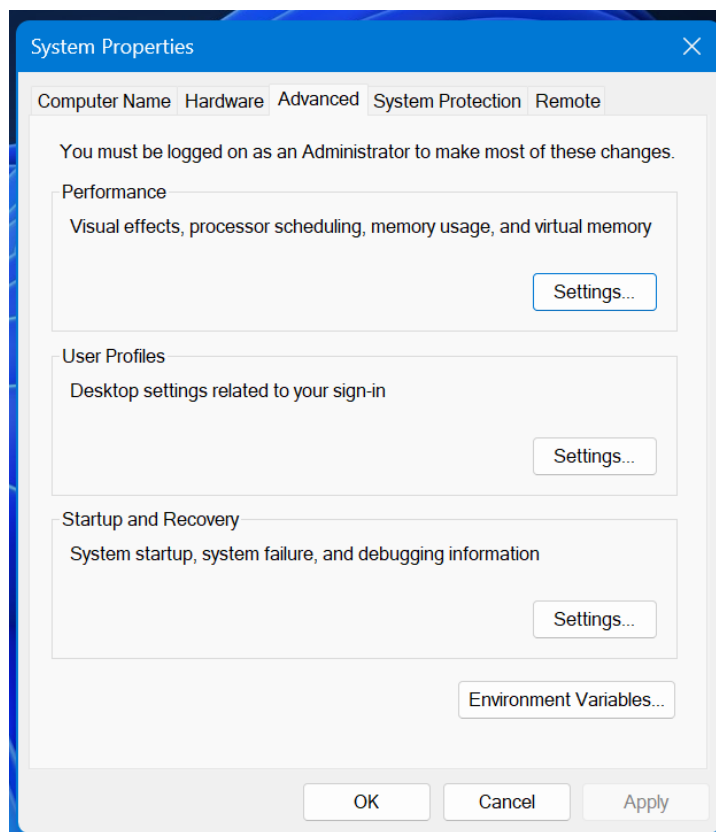 System Properties
Computer Name Hardware Advanced System Protection Remote
You must be logged on as an Administrator to make most of these changes.
Performance
Visual effects, processor scheduling, memory usage, and virtual memory
Settings...
User Profiles
Desktop settings related to your sign-in
Settings...
Startup and Recovery
System startup, system failure, and debugging information
Settings...
Environment Variables...
OK Cancel Apply